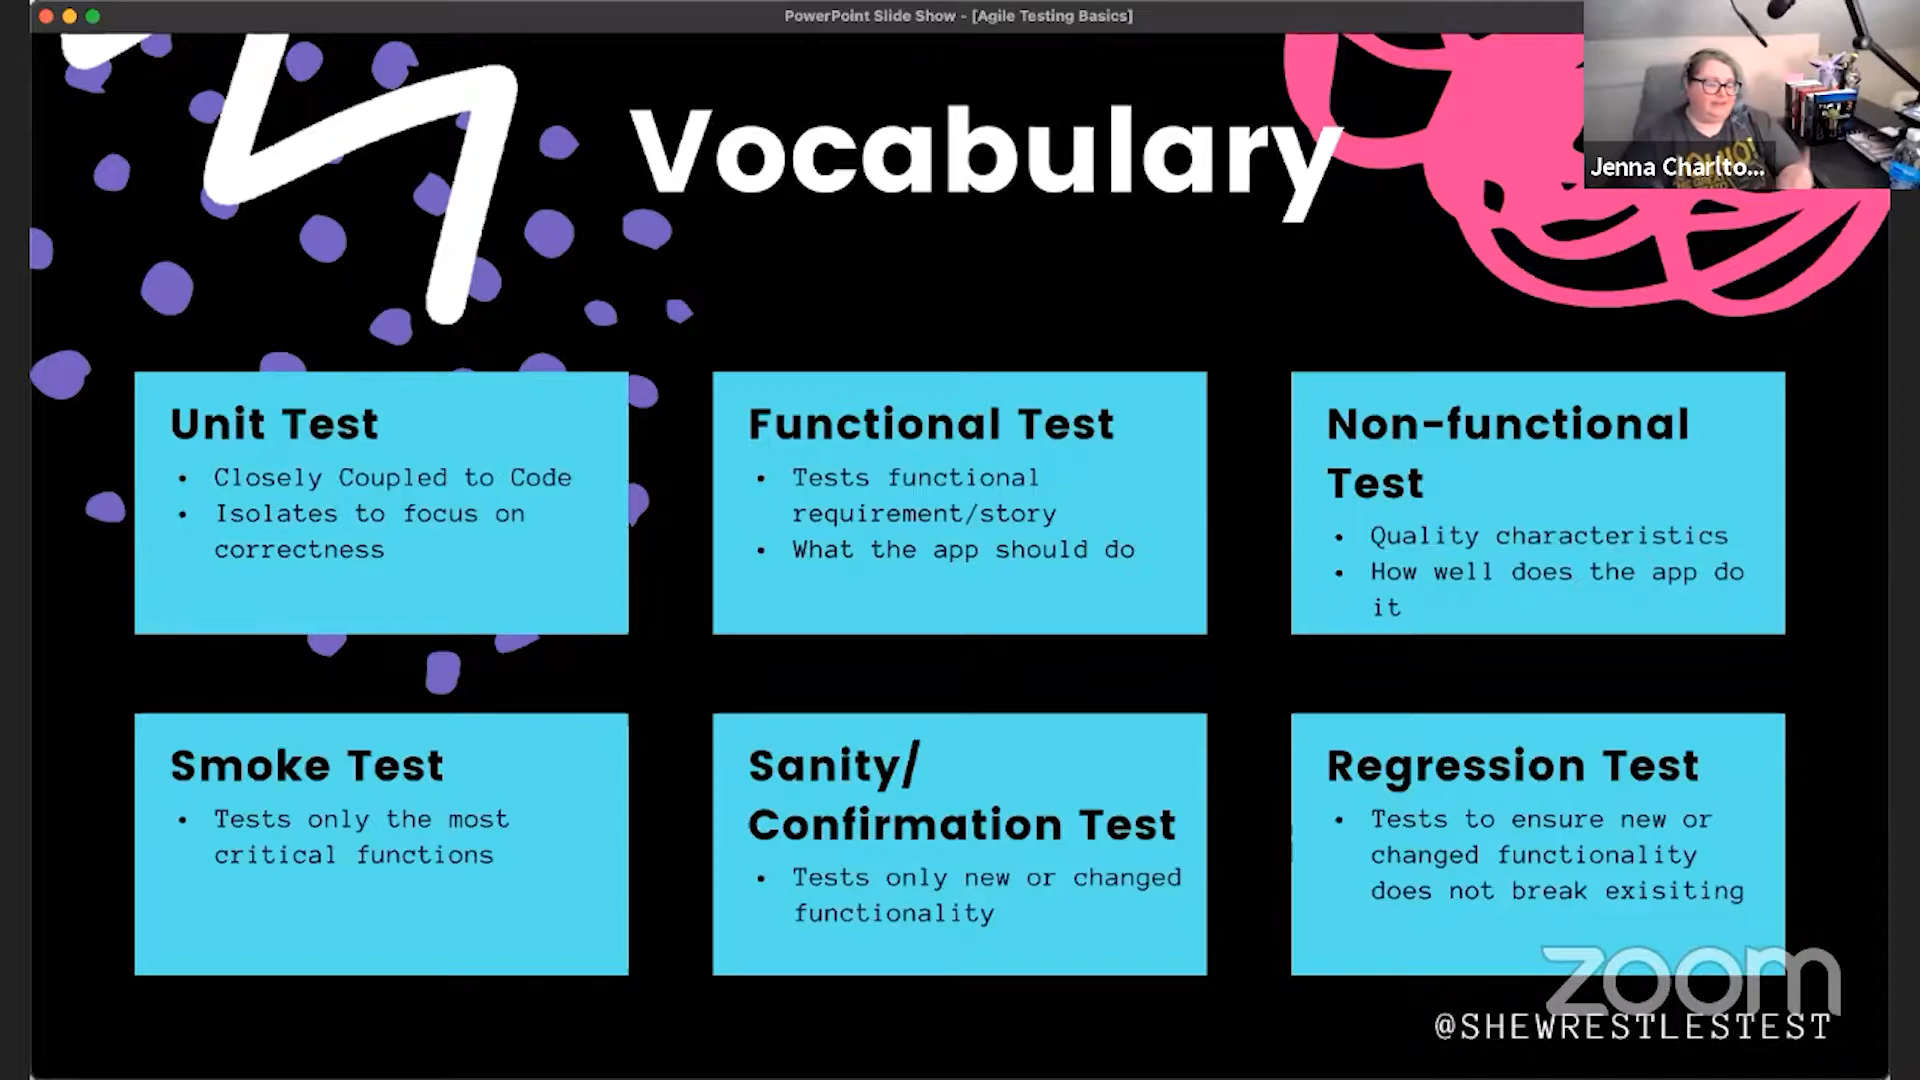 PowerPoint Slide Show - [Agile Testing Basics]
Jenna Charlto...
Vocabulary
Unit Test
• Closely Coupled to Code
• Isolates to focus on
correctness
Functional Test
• Tests functional
requirement/story
• What the app should do
Non-functional
Test
• Quality characteristics
• How well does the app do
it
Smoke Test
• Tests only the most
critical functions
Sanity/
Confirmation Test
• Tests only new or changed
functionality
Regression Test
• Tests to ensure new or
changed functionality
does not break exisiting
zoom
@SHEWRESTLESTEST